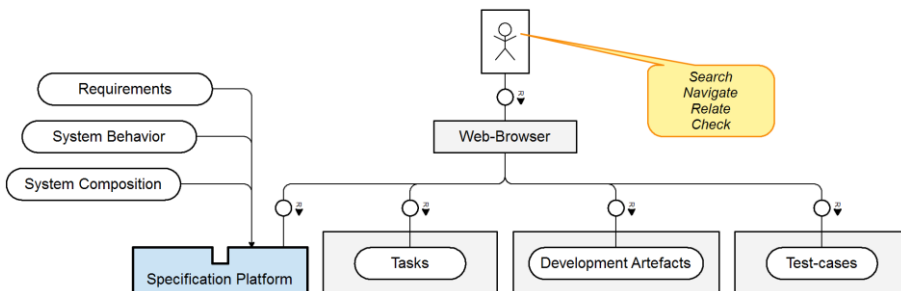 Search
Navigate
Relate
Check
Requirements
R
System Behavior
Web-Browser
System Composition
R
R
R
R
Specification Platform
Tasks
Development Artefacts
Test-cases